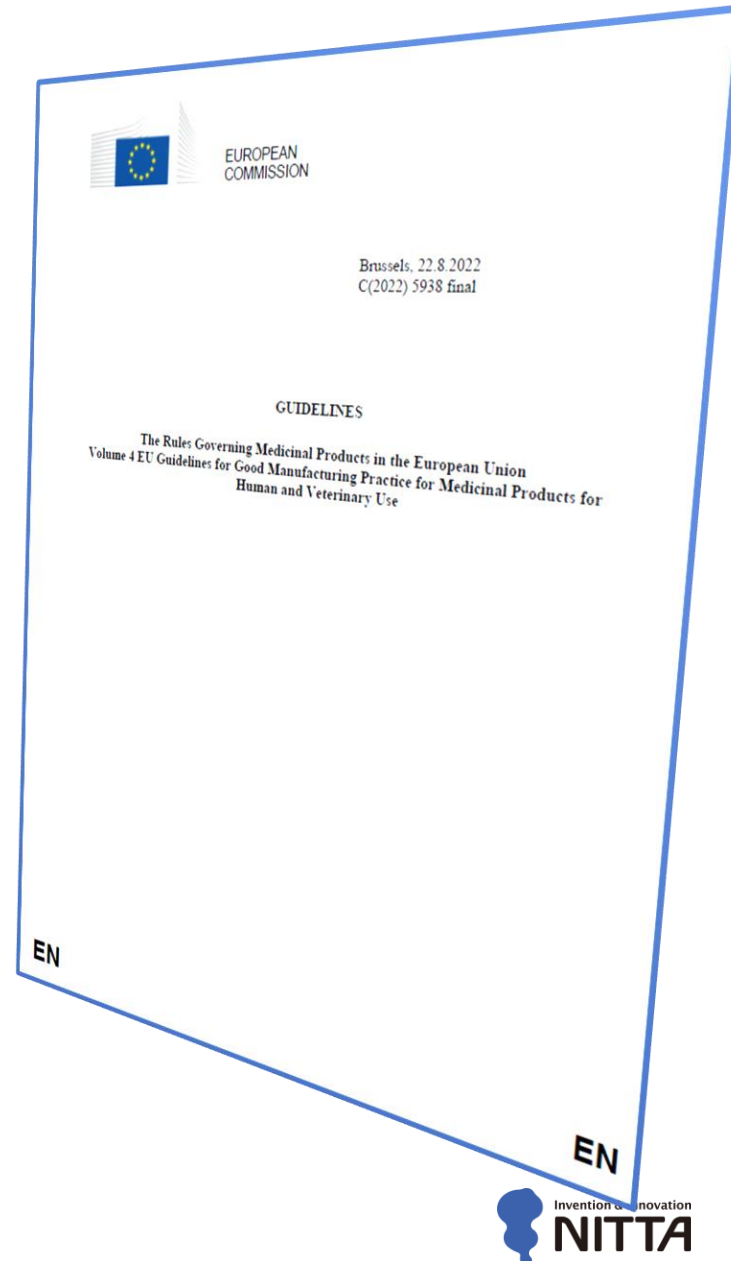 EUROPEAN
COMMISSION
Brussels, 22.8.2022
C(2022) 5938 final
GUIDELINES
The Rules Governing Medicinal Products in the European Union
Volume 4 EU Guidelines for Good Manufacturing Practice for Medicinal Products for
Human and Veterinary Use
EN
EN
Invention & novation
NITTA